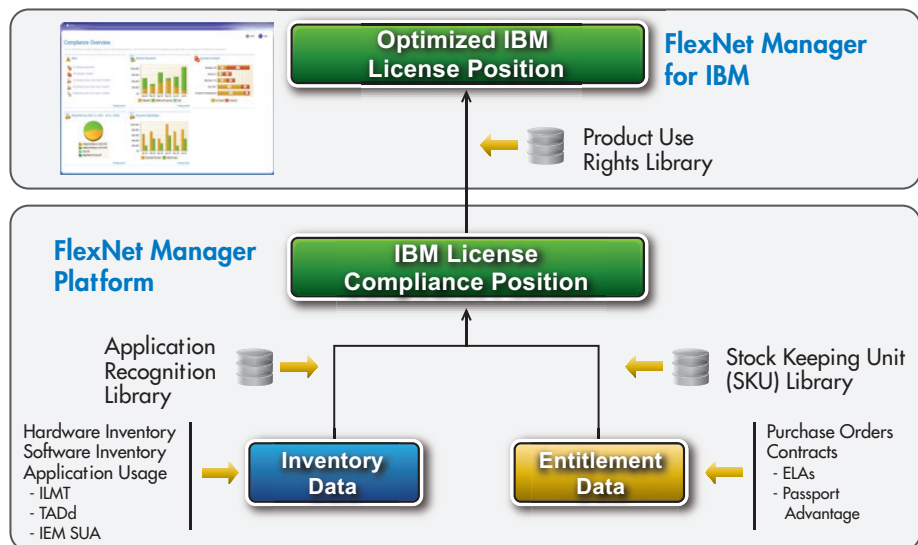 Compliance Overview
Optimized IBM
License Position
FlexNet Manager
for IBM
Product Use
Rights Library
FlexNet Manager
Platform
IBM License
Compliance Position
Application
Recognition
Library
Stock Keeping Unit
(SKU) Library
Hardware Inventory
Software Inventory
Application Usage
- ILMT
- TADd
- IEM SUA
Inventory
Data
Entitlement
Data
Purchase Orders
Contracts
- ELAs
- Passport
Advantage